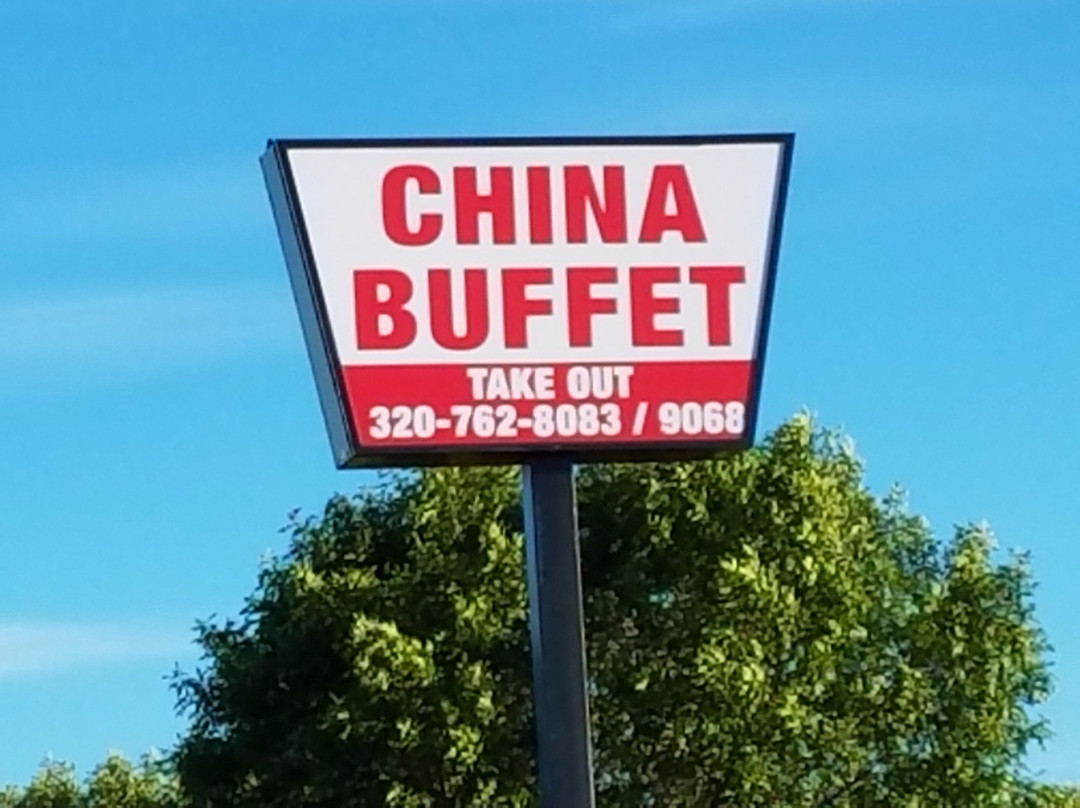 CHINA
BUFFET
TAKE OUT
320-762-8083 / 9068